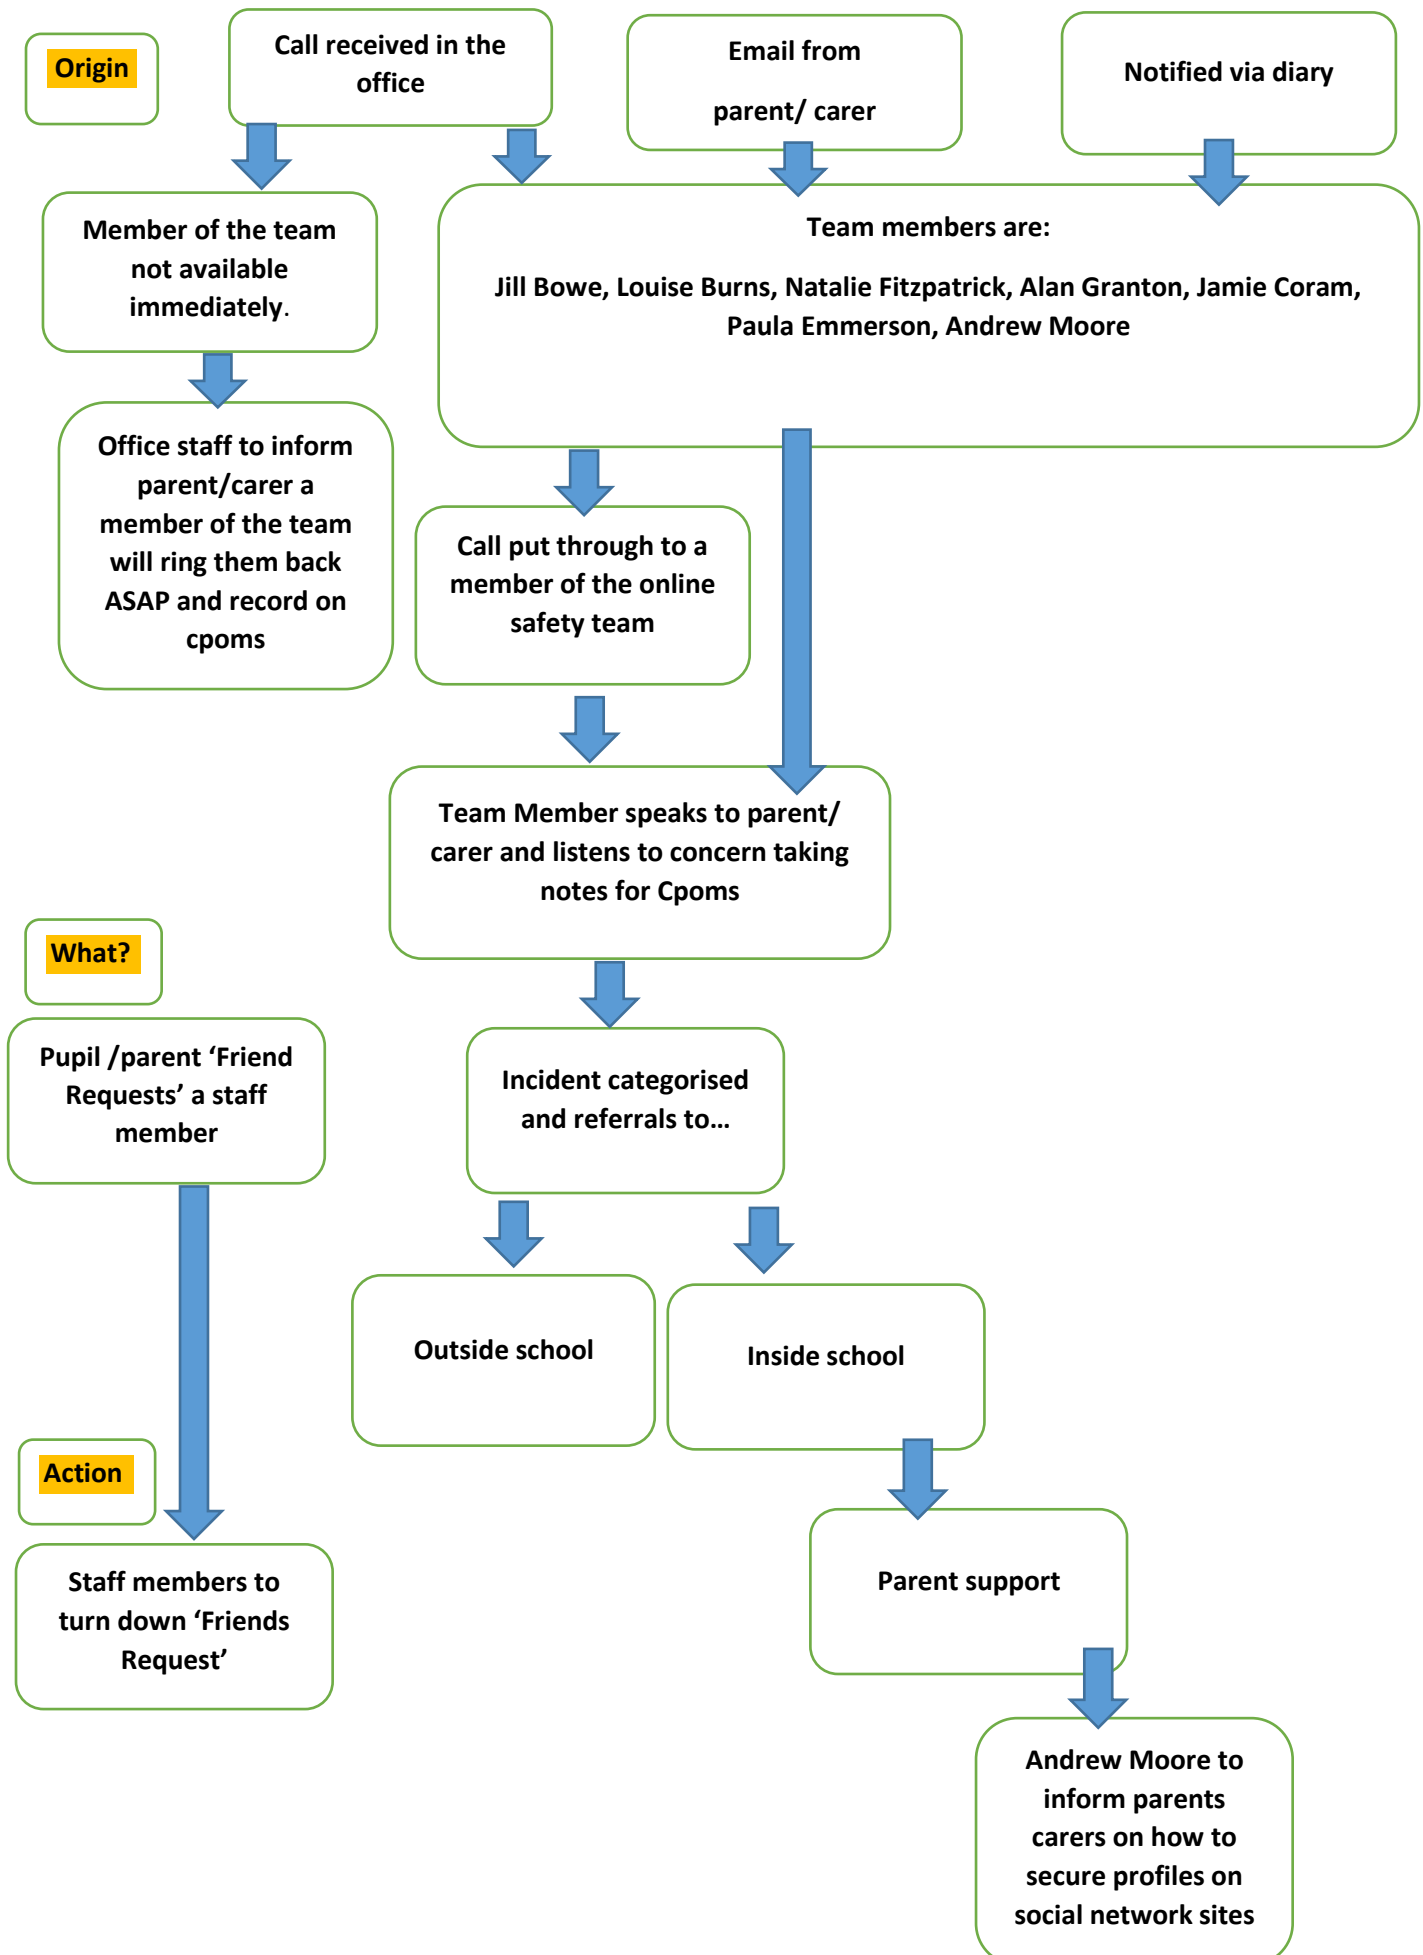 Origin
Call received in the
office
Email from
parent/ carer
Notified via diary
Member of the team
not available
immediately.
Team members are:
Jill Bowe, Louise Burns, Natalie Fitzpatrick, Alan Granton, Jamie Coram,
Paula Emmerson, Andrew Moore
Office staff to inform
parent/carer a
member of the team
will ring them back
ASAP and record on
cpoms
Call put through to a
member of the online
safety team
Team Member speaks to parent/
carer and listens to concern taking
notes for Cpoms
What?
Pupil /parent ‘Friend
Requests’ a staff
member
Incident categorised
and referrals to…
Outside school
Inside school
Action
Staff members to
turn down ‘Friends
Request’
Parent support
Andrew Moore to
inform parents
carers on how to
secure profiles on
social network sites